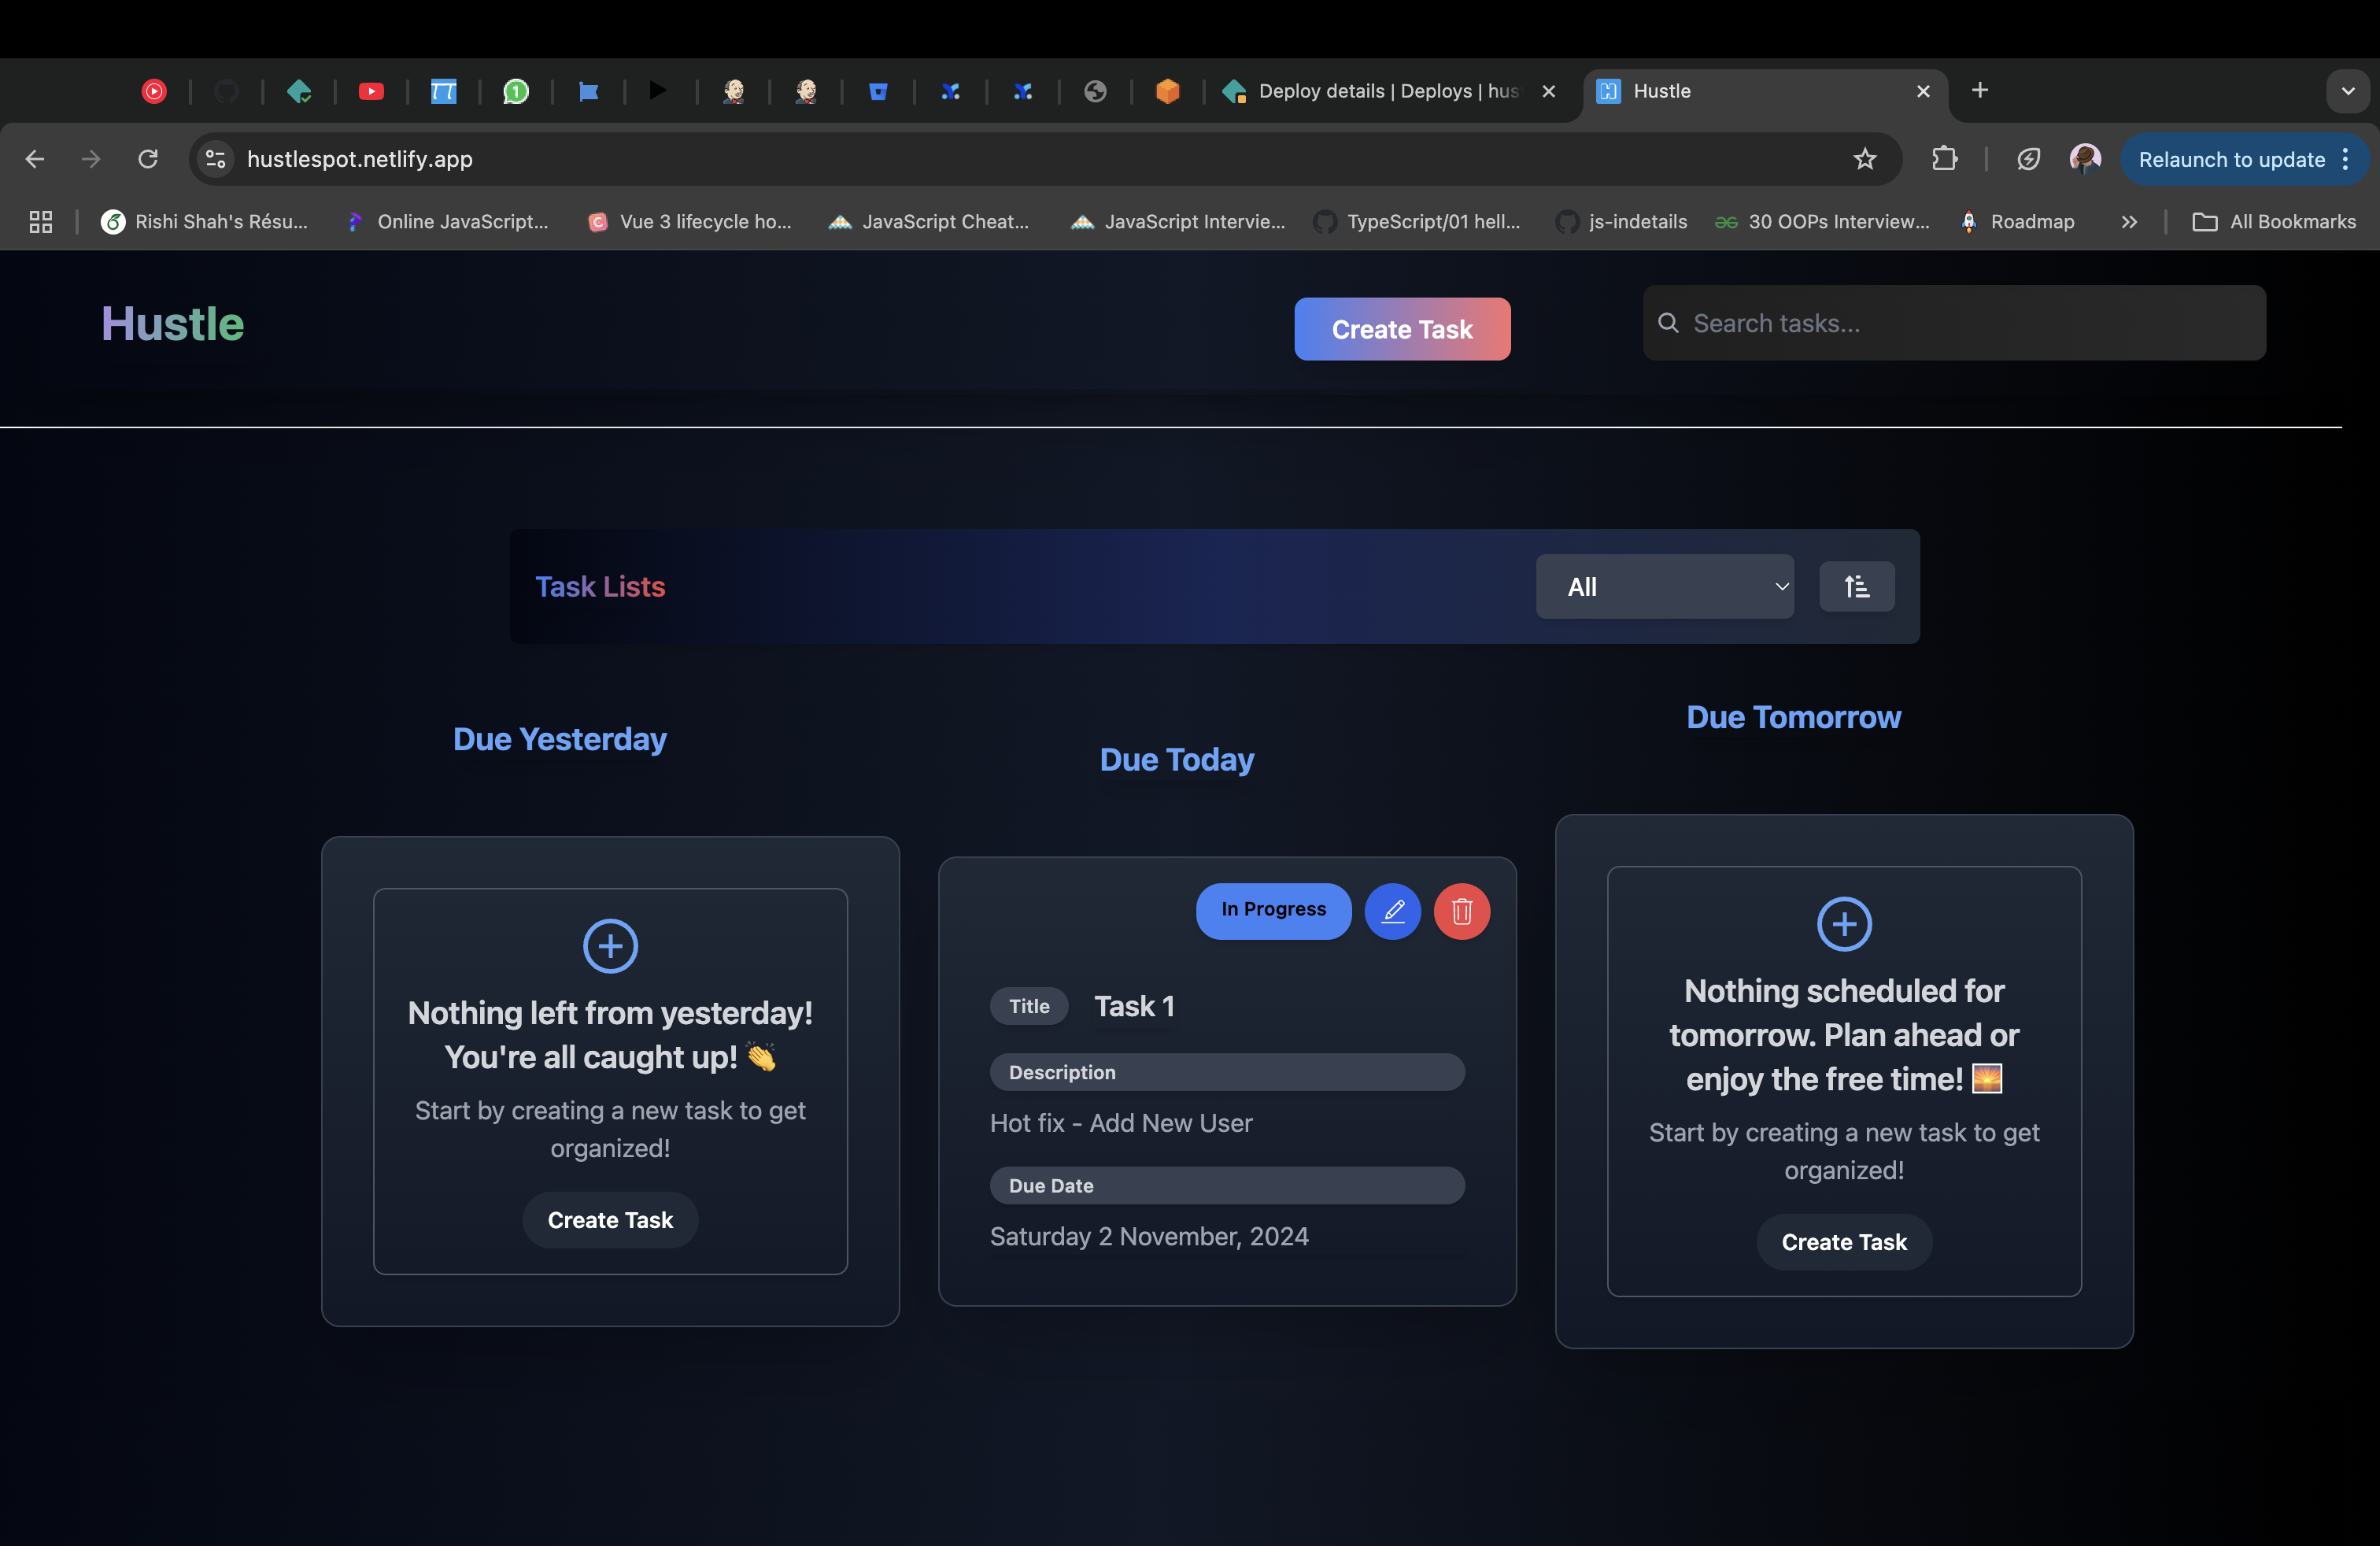 Deploy details | Deploys | hus
Hustle
hustlespot.netlify.app
Relaunch to update
Rishi Shah's Résu...
Online JavaScript...
Vue 3 lifecycle ho...
JavaScript Cheat...
JavaScript Intervie...
TypeScript/01 hell...
js-indetails
30 OOPs Interview...
Roadmap
All Bookmarks
Hustle
Create Task
Search tasks...
Task Lists
All
Due Yesterday
Nothing left from yesterday!
You're all caught up! 👏
Start by creating a new task to get
organized!
Create Task
Due Today
In Progress
Title
Task 1
Description
Hot fix - Add New User
Due Date
Saturday 2 November, 2024
Due Tomorrow
Nothing scheduled for
tomorrow. Plan ahead or
enjoy the free time! 🌅
Start by creating a new task to get
organized!
Create Task